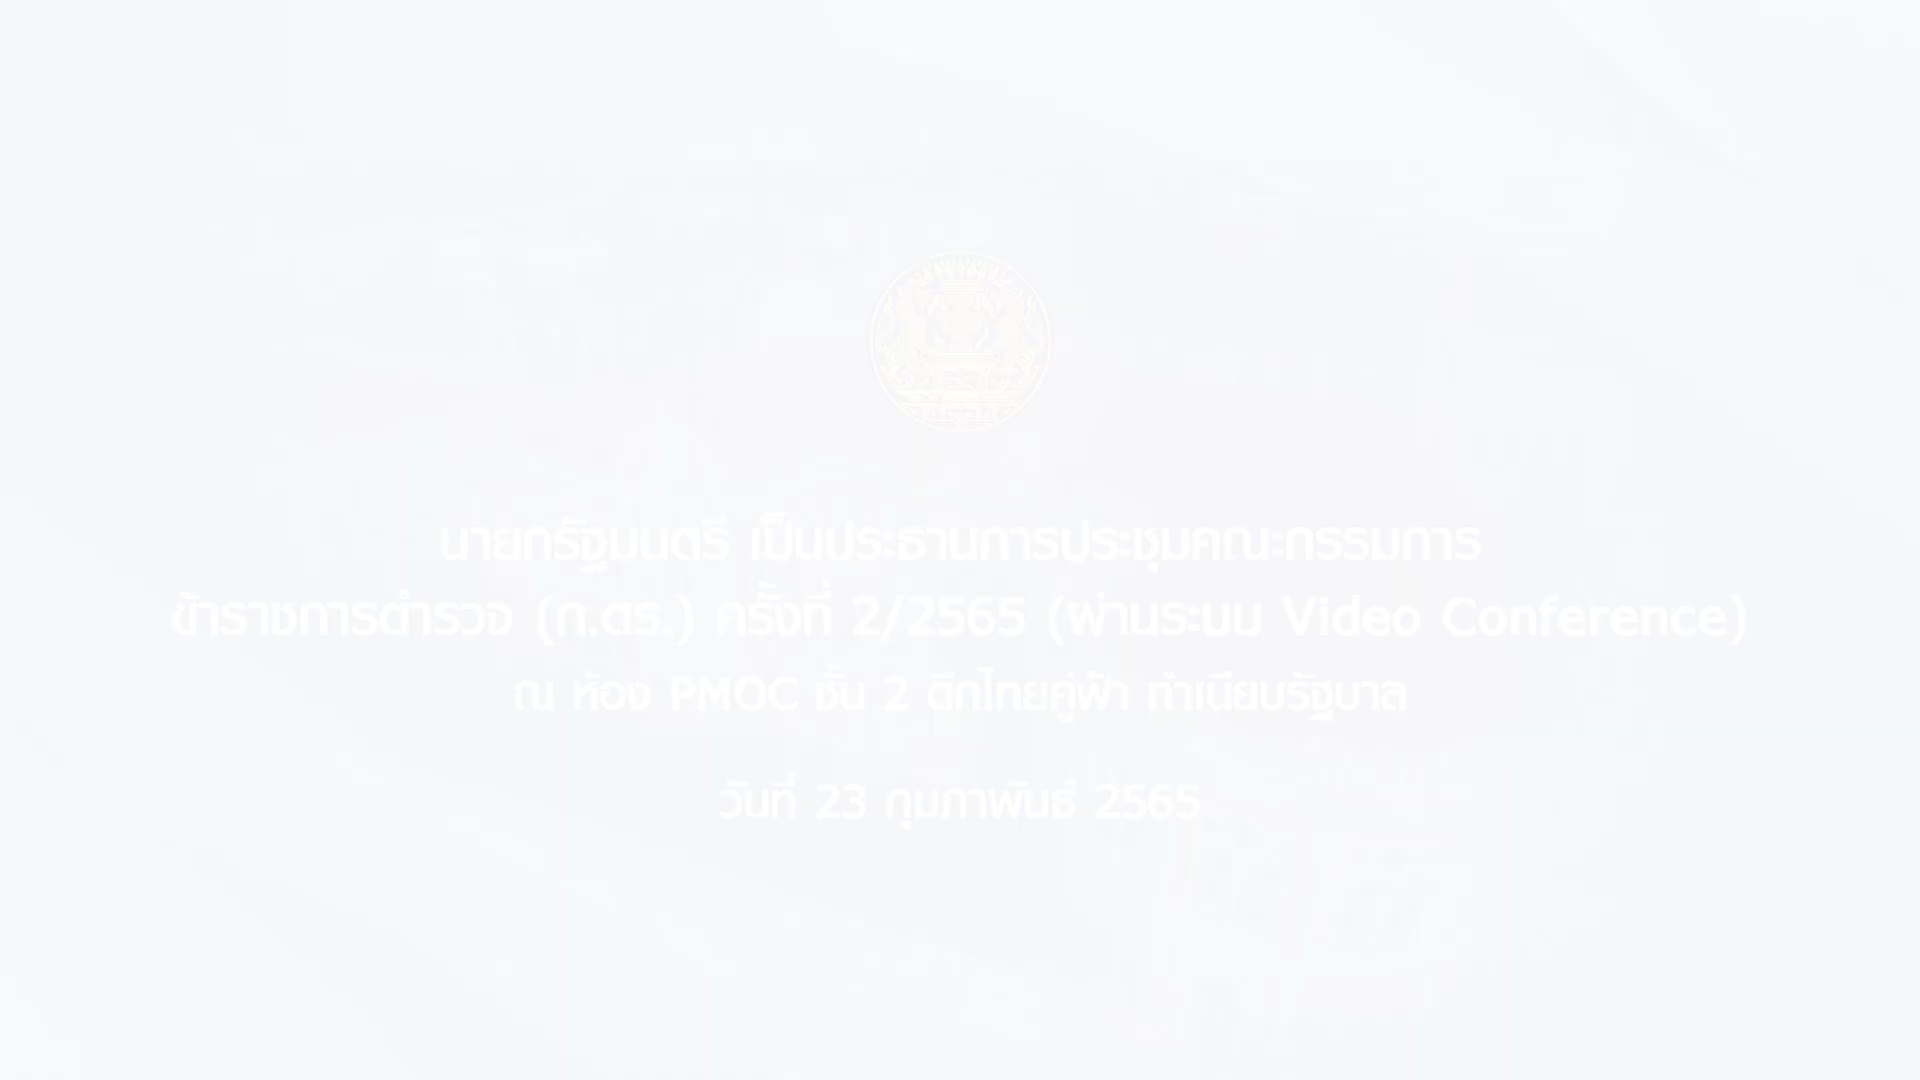 นายกรัฐมนตรี เป็นประธานการประชุมคณะกรรมการ
ข้าราชการตำรวจ (ก.ตร.) ครั้งที่ 2/2565 (ผ่านระบบ Video Conference)
ณ ห้อง PMOC ชั้น 2 ตึกไทยคู่ฟ้า ทำเนียบรัฐบาล
วันที่ 23 กุมภาพันธ์ 2565